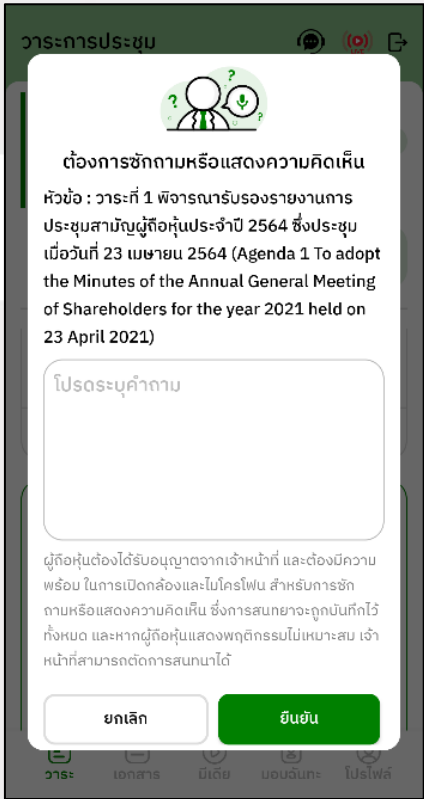 วาระการประชุม
LIVE
?
?
?
ต้องการซักถามหรือแสดงความคิดเห็น
หัวข้อ : วาระที่ 1 พิจารณารับรองรายงานการ
ประชุมสามัญผู้ถือหุ้นประจำปี 2564 ซึ่งประชุม
เมื่อวันที่ 23 เมษายน 2564 (Agenda 1 To adopt
the Minutes of the Annual General Meeting
of Shareholders for the year 2021 held on
23 April 2021)
โปรดระบุคำถาม
ผู้ถือหุ้นต้องได้รับอนุญาตจากเจ้าหน้าที่ และต้องมีความ
พร้อม ในการเปิดกล้องและไมโครโฟน สำหรับการซัก
ถามหรือแสดงความคิดเห็น ซึ่งการสนทยาจะถูกบันทึกไว้
ทั้งหมด และหากผู้ถือหุ้นแสดงพฤติกรรมไม่เหมาะสม เจ้า
หน้าที่สามารถตัดการสนทนาได้
ยกเลิก ยืนยัน
วาระ เอกสาร มีเดีย มอบฉันทะ โปรไฟล์